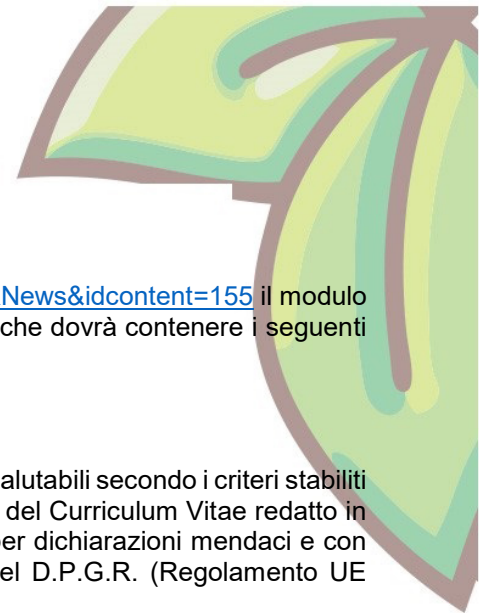 News&idcontent=155 il modulo
che dovrà contenere i seguenti
alutabili secondo i criteri stabiliti
del Curriculum Vitae redatto in
er dichiarazioni mendaci e con
el D.P.G.R. (Regolamento UE